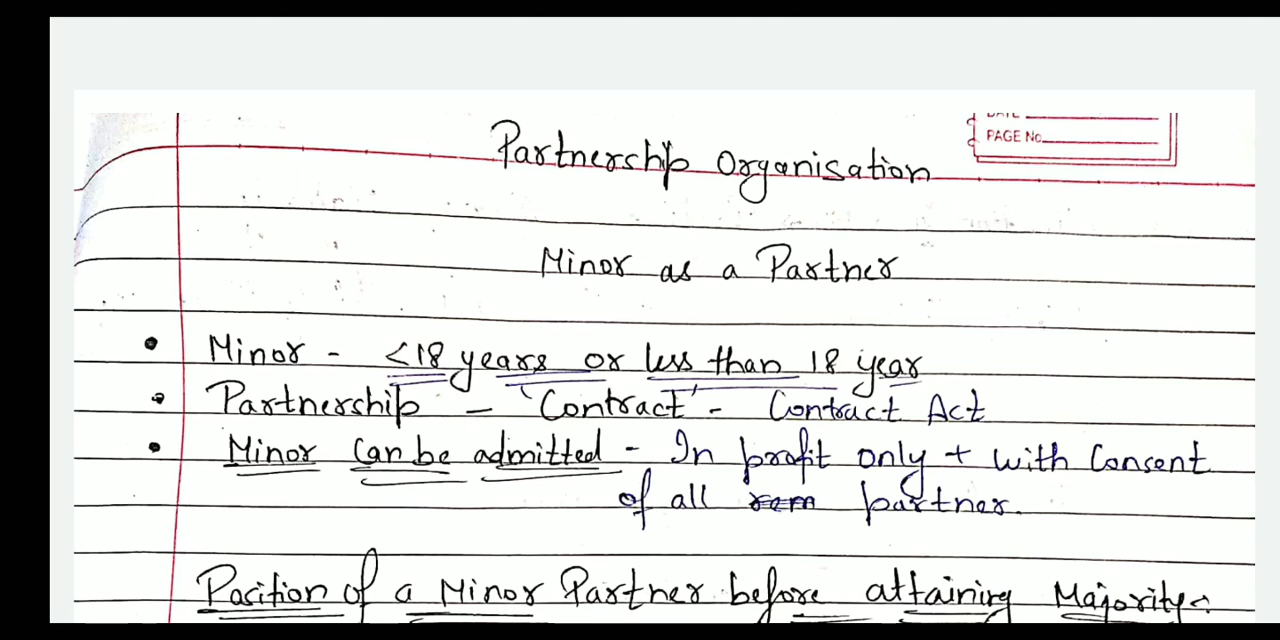 PAGE No.
Partnership Organisation
Minor as a Partner
• Minor - <18 years or less than 18 year
• Partnership - 'Contract' - Contract Act
• Minor can be admitted - In profit only + with Consent
of all rem partner.
Position of a Minor Partner before attaining Majority: